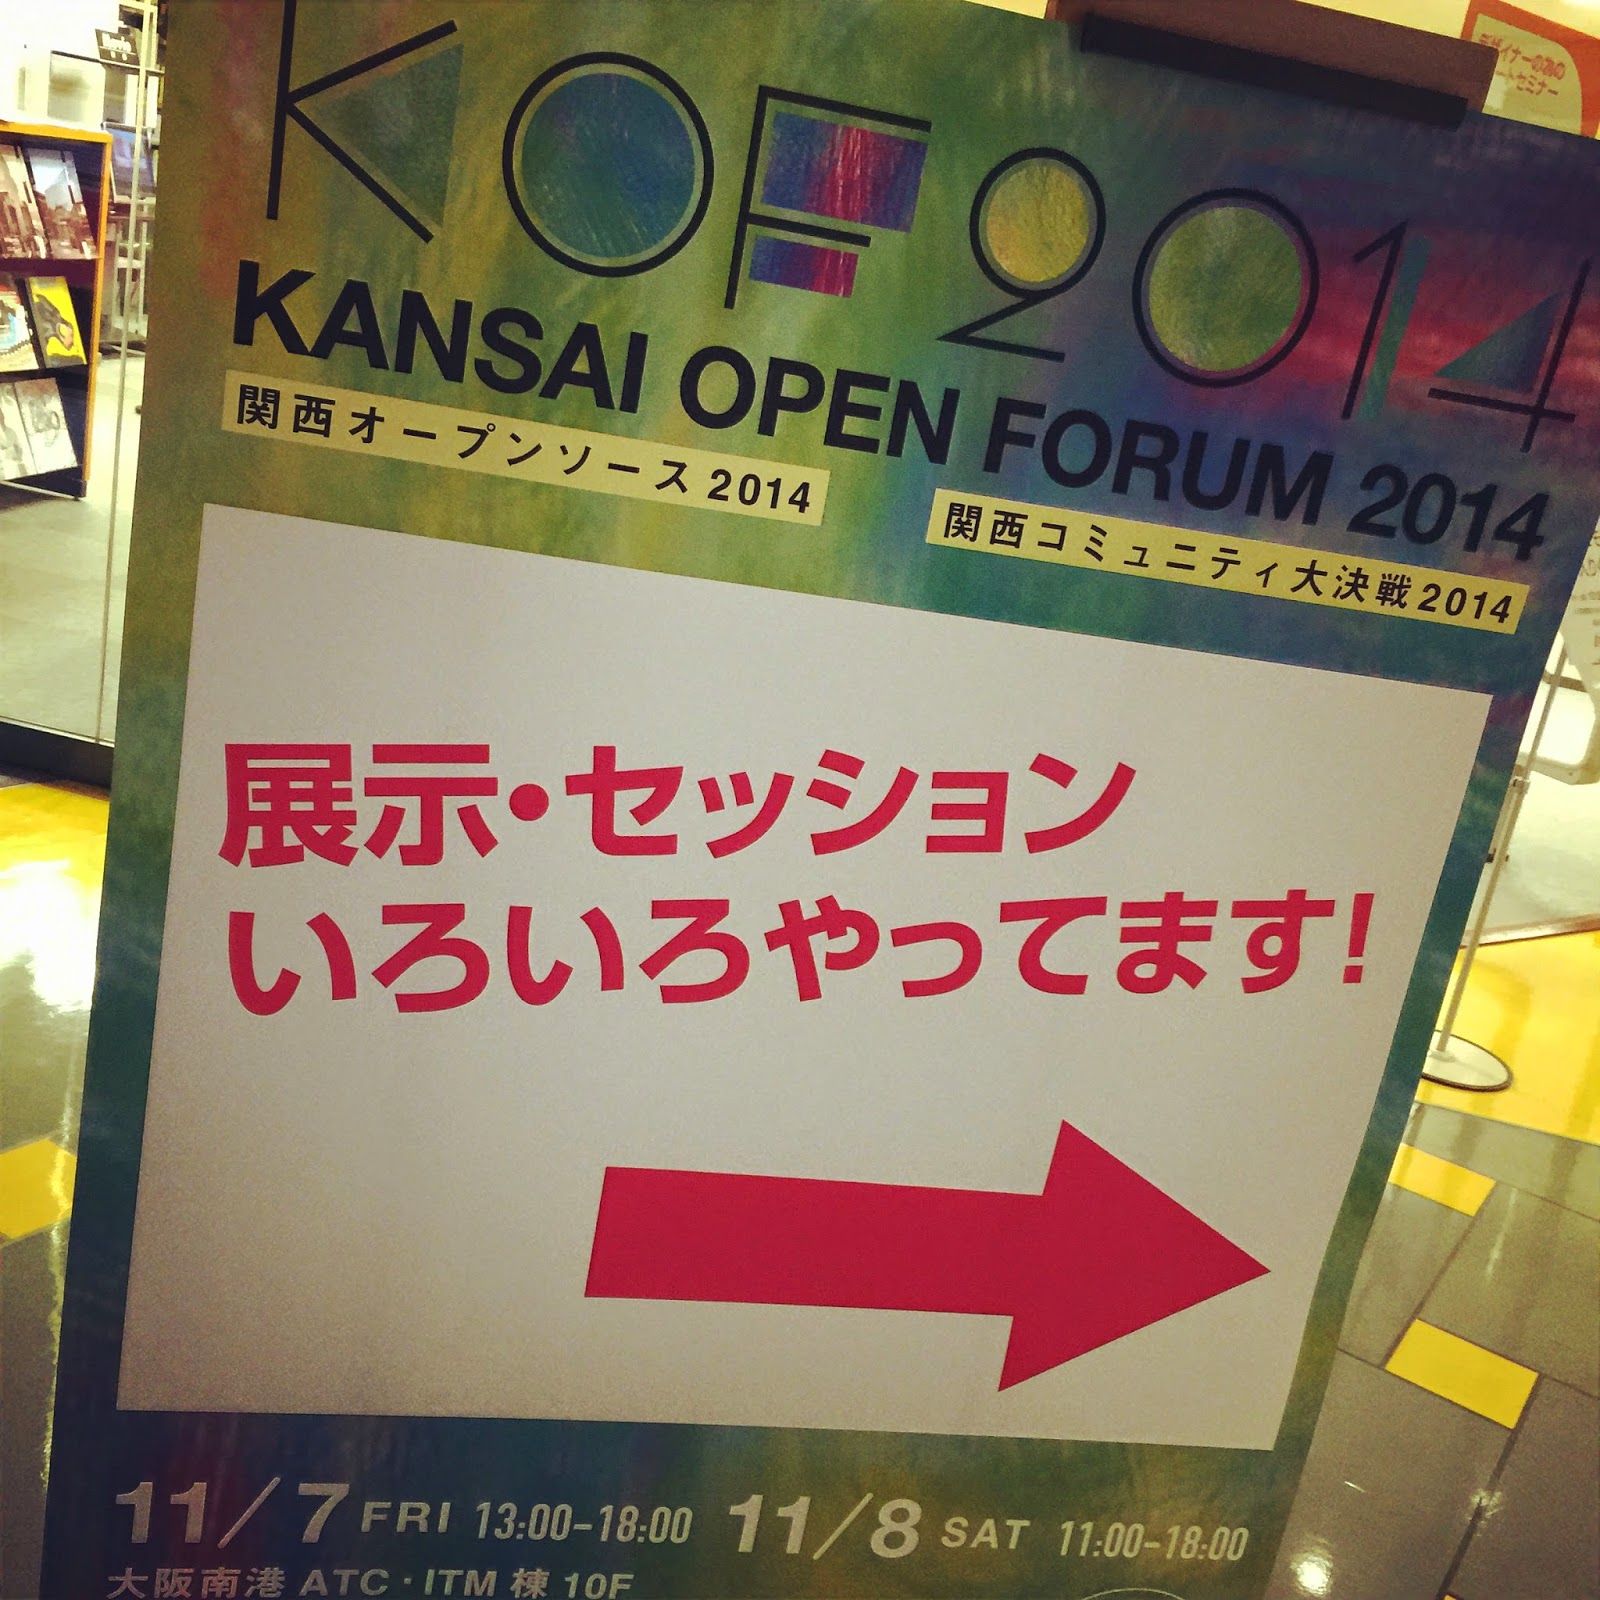 KOF2014
KANSAI OPEN FORUM 2014
関西オープンソース2014
関西コミュニティ大決戦2014
展示・セッション
いろいろやってます!
11/7 FRI 13:00-18:00 11/8 SAT 11:00-18:00
大阪南港 ATC・ITM 棟 10F